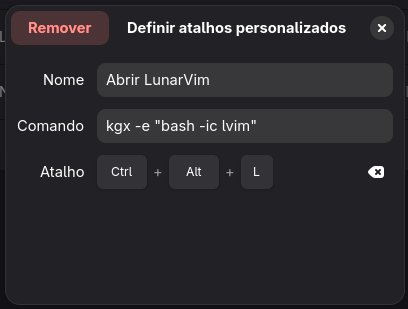 Remover Definir atalhos personalizados
Nome Abrir LunarVim
Comando kgx -e "bash -ic lvim"
Atalho Ctrl + Alt + L